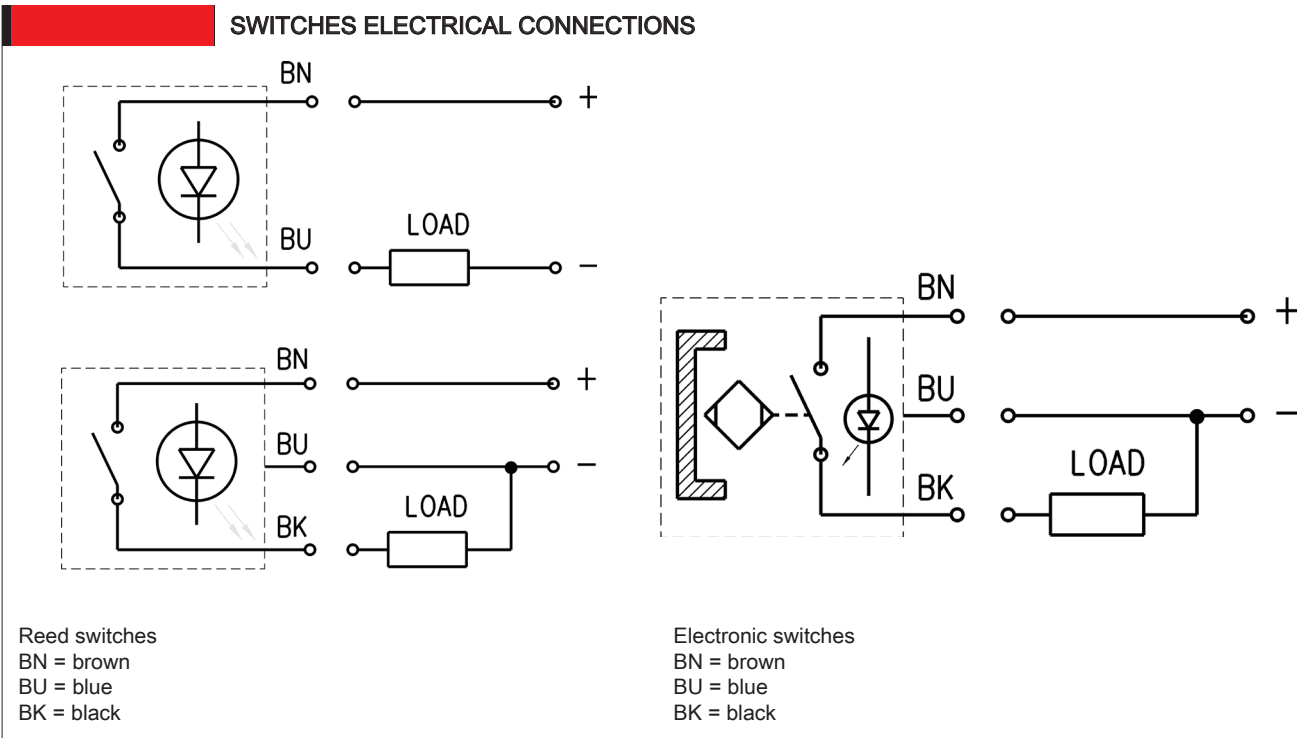 SWITCHES ELECTRICAL CONNECTIONS
BN
+
BU
LOAD
−
BN
+
BU
−
LOAD
BK
BN
+
BU
−
LOAD
BK
Reed switches
BN = brown
BU = blue
BK = black
Electronic switches
BN = brown
BU = blue
BK = black